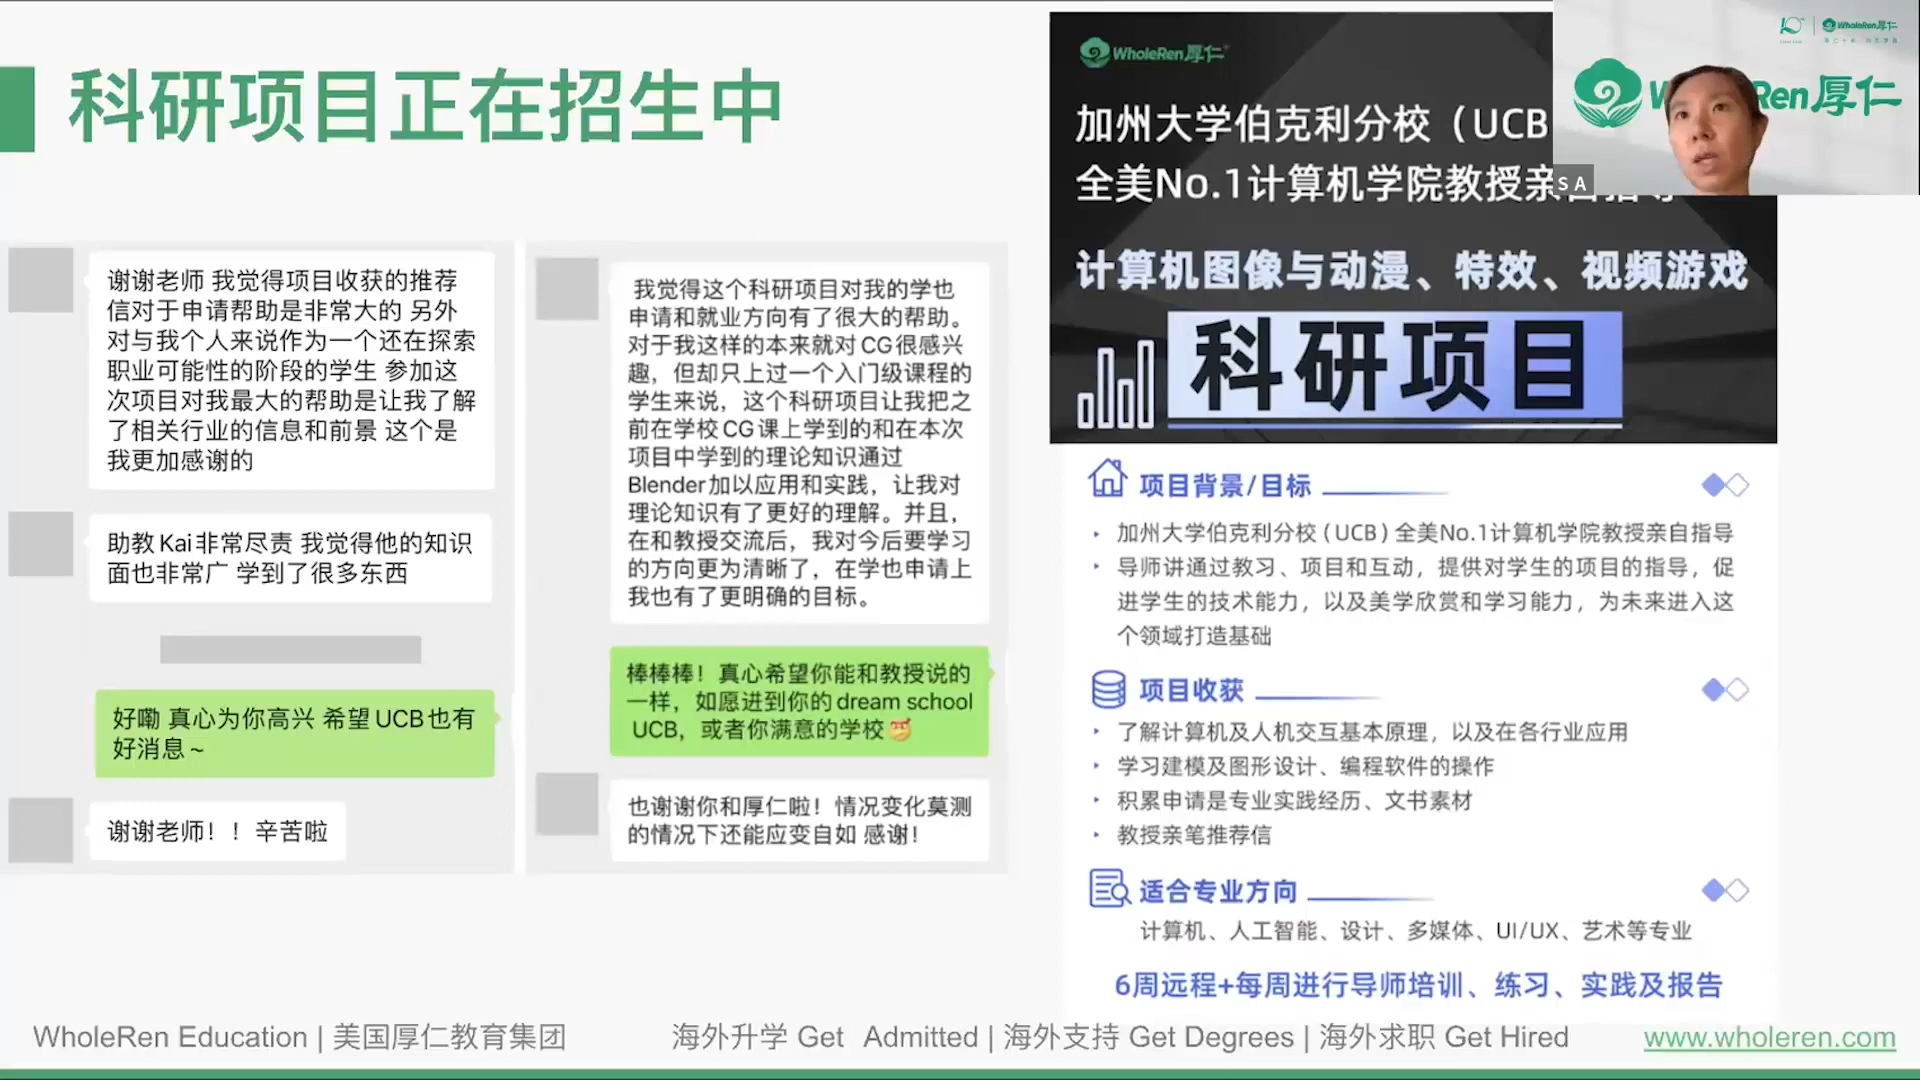 科研项目正在招生中
谢谢老师 我觉得项目收获的推荐
信对于申请帮助是非常大的 另外
对与我个人来说作为一个还在探索
职业可能性的阶段的学生 参加这
次项目对我最大的帮助是让我了解
了相关行业的信息和前景 这个是
我更加感谢的
助教Kai非常尽责 我觉得他的知识
面也非常广 学到了很多东西
好嘞 真心为你高兴 希望UCB也有
好消息~
谢谢老师！！辛苦啦
我觉得这个科研项目对我的学也
申请和就业方向有了很大的帮助。
对于我这样的本来就对CG很感兴
趣，但却只上过一个入门级课程的
学生来说，这个科研项目让我把之
前在学校CG课上学到的和在本次
项目中学到的理论知识通过
Blender加以应用和实践，让我对
理论知识有了更好的理解。并且，
在和教授交流后，我对今后要学习
的方向更为清晰了，在学也申请上
我也有了更明确的目标。
棒棒棒！真心希望你能和教授说的
一样，如愿进到你的dream school
UCB，或者你满意的学校
也谢谢你和厚仁啦！情况变化莫测
的情况下还能应变自如 感谢！
WholeRen厚仁
加州大学伯克利分校（UCB
全美No.1计算机学院教授亲自指导
计算机图像与动漫、特效、视频游戏
科研项目
项目背景/目标
加州大学伯克利分校（UCB）全美No.1计算机学院教授亲自指导
导师讲通过教习、项目和互动，提供对学生的项目的指导，促
进学生的技术能力，以及美学欣赏和学习能力，为未来进入这
个领域打造基础
项目收获
了解计算机及人机交互基本原理，以及在各行业应用
学习建模及图形设计、编程软件的操作
积累申请是专业实践经历、文书素材
教授亲笔推荐信
适合专业方向
计算机、人工智能、设计、多媒体、UI/UX、艺术等专业
6周远程+每周进行导师培训、练习、实践及报告
WholeRen厚仁
Ren厚仁
S A
WholeRen Education | 美国厚仁教育集团
海外升学 Get Admitted | 海外支持 Get Degrees | 海外求职 Get Hired
www.wholeren.com